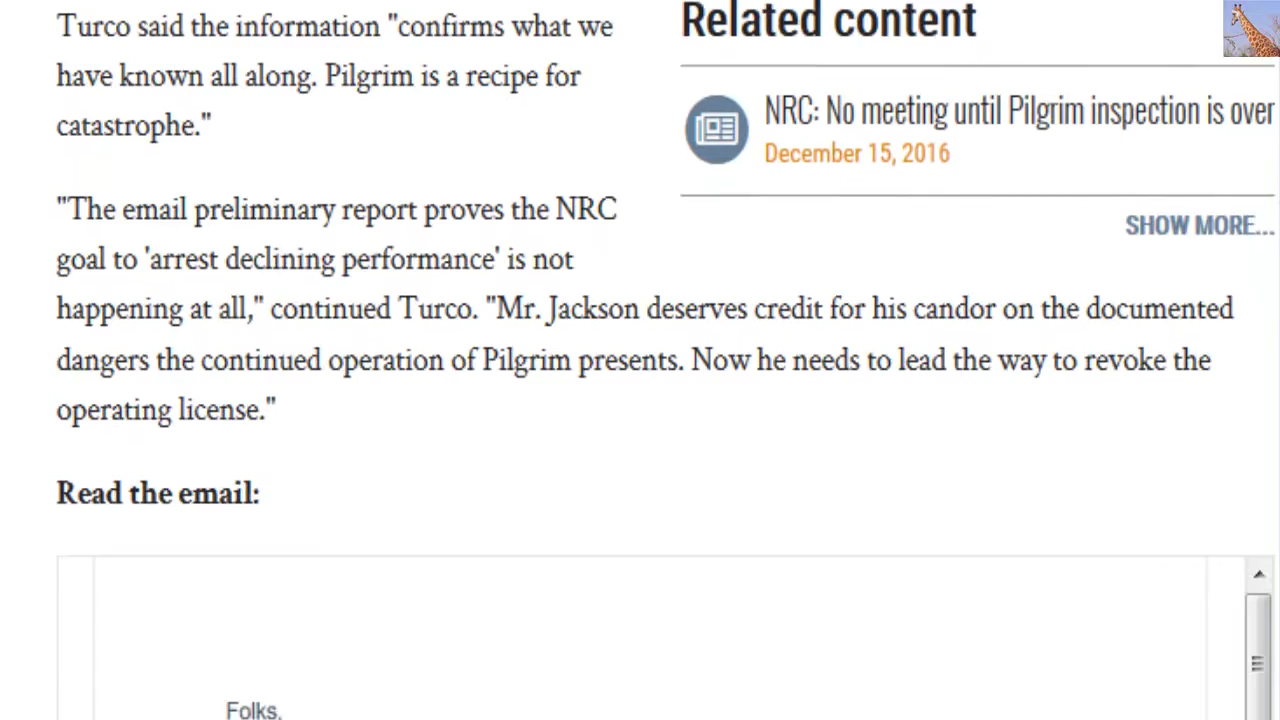 Turco said the information "confirms what we
have known all along. Pilgrim is a recipe for
catastrophe."
Related content
NRC: No meeting until Pilgrim inspection is over
December 15, 2016
SHOW MORE...
"The email preliminary report proves the NRC
goal to 'arrest declining performance' is not
happening at all," continued Turco. "Mr. Jackson deserves credit for his candor on the documented
dangers the continued operation of Pilgrim presents. Now he needs to lead the way to revoke the
operating license."
Read the email:
Folks,